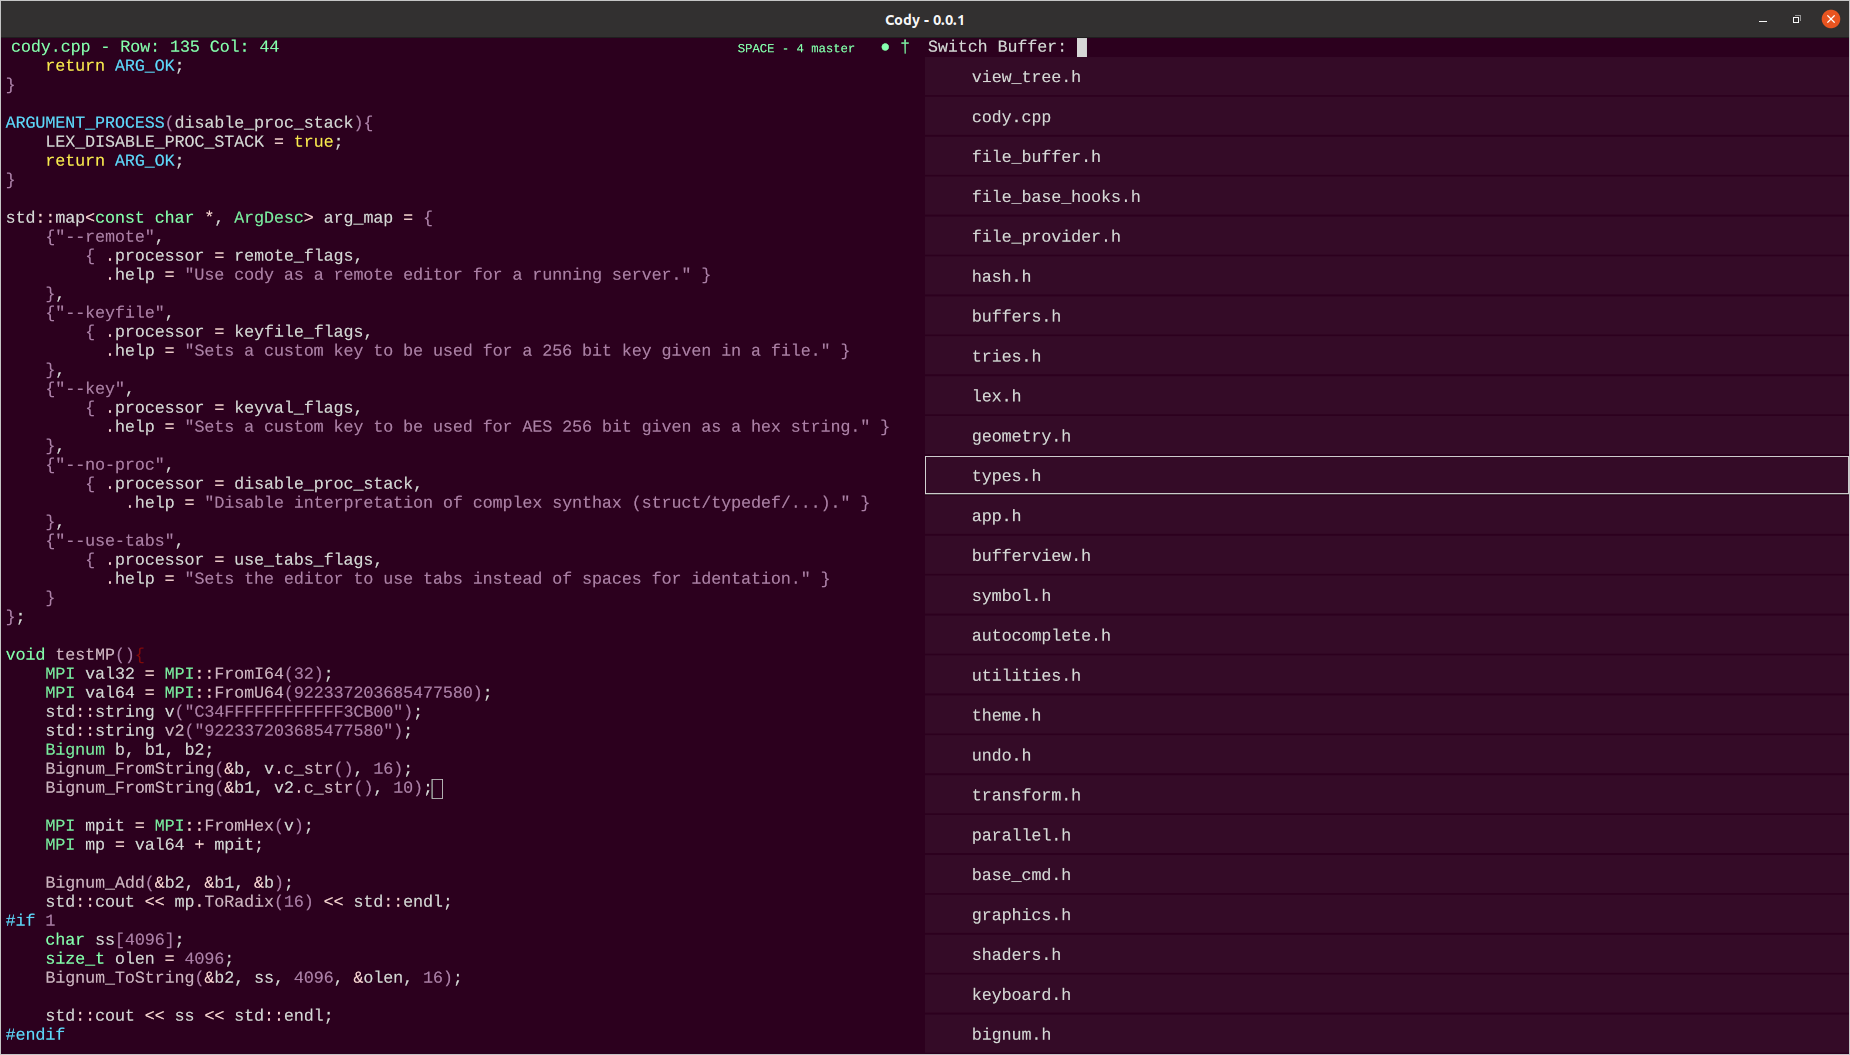 Cody - 0.0.1
cody.cpp - Row: 135 Col: 44
SPACE - 4 master ● †
    return ARG_OK;
}

ARGUMENT_PROCESS(disable_proc_stack){
    LEX_DISABLE_PROC_STACK = true;
    return ARG_OK;
}

std::map<const char *, ArgDesc> arg_map = {
    {"--remote",
        { .processor = remote_flags,
          .help = "Use cody as a remote editor for a running server." }
    },
    {"--keyfile",
        { .processor = keyfile_flags,
          .help = "Sets a custom key to be used for a 256 bit key given in a file." }
    },
    {"--key",
        { .processor = keyval_flags,
          .help = "Sets a custom key to be used for AES 256 bit given as a hex string." }
    },
    {"--no-proc",
        { .processor = disable_proc_stack,
            .help = "Disable interpretation of complex synthax (struct/typedef/...)." }
    },
    {"--use-tabs",
        { .processor = use_tabs_flags,
          .help = "Sets the editor to use tabs instead of spaces for identation." }
    }
};

void testMP(){
    MPI val32 = MPI::FromI64(32);
    MPI val64 = MPI::FromU64(922337203685477580);
    std::string v("C34FFFFFFFFFFFF3CB00");
    std::string v2("922337203685477580");
    Bignum b, b1, b2;
    Bignum_FromString(&b, v.c_str(), 16);
    Bignum_FromString(&b1, v2.c_str(), 10);

    MPI mpit = MPI::FromHex(v);
    MPI mp = val64 + mpit;

    Bignum_Add(&b2, &b1, &b);
    std::cout << mp.ToRadix(16) << std::endl;
#if 1
    char ss[4096];
    size_t olen = 4096;
    Bignum_ToString(&b2, ss, 4096, &olen, 16);

    std::cout << ss << std::endl;
#endif
Switch Buffer:
view_tree.h
cody.cpp
file_buffer.h
file_base_hooks.h
file_provider.h
hash.h
buffers.h
tries.h
lex.h
geometry.h
types.h
app.h
bufferview.h
symbol.h
autocomplete.h
utilities.h
theme.h
undo.h
transform.h
parallel.h
base_cmd.h
graphics.h
shaders.h
keyboard.h
bignum.h